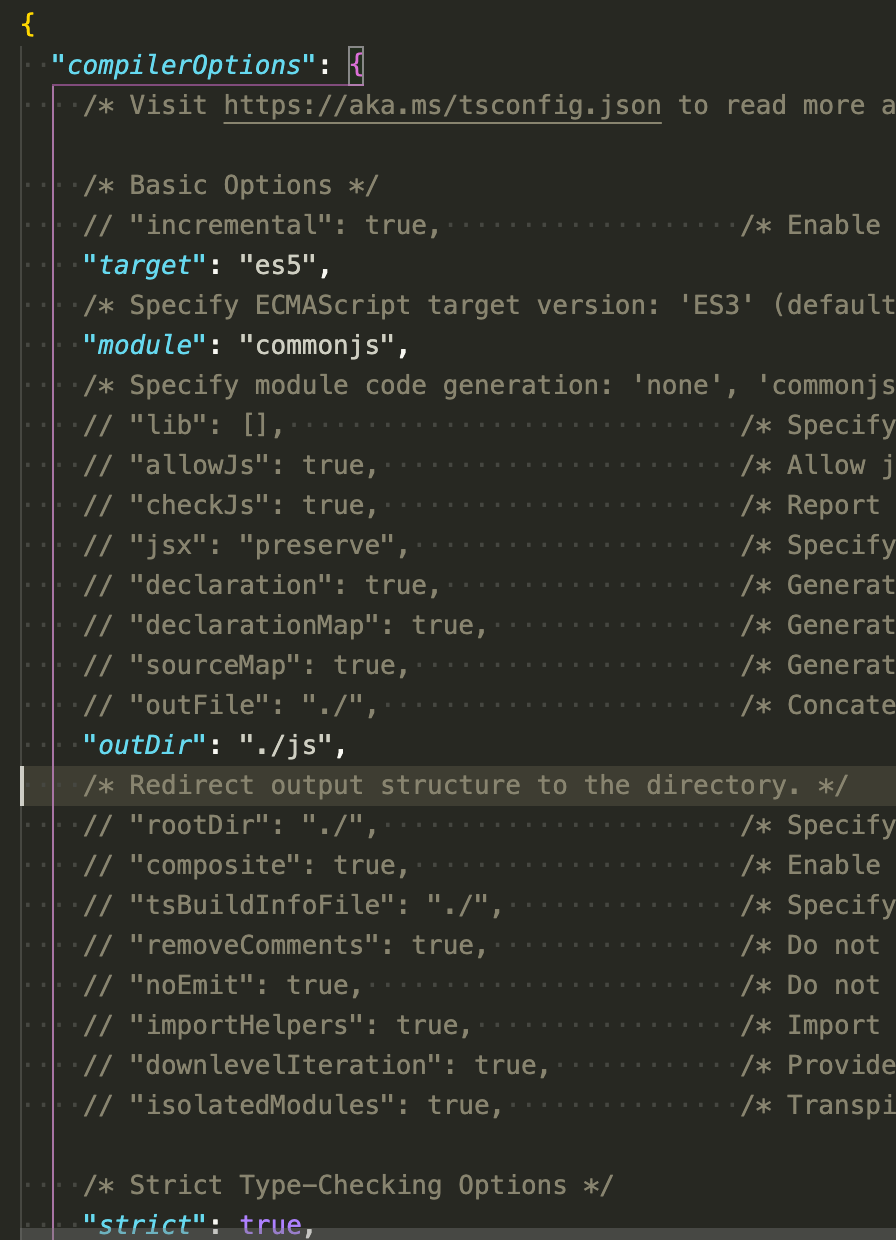 {
"compilerOptions": {
/* Visit https://aka.ms/tsconfig.json to read more a
/* Basic Options */
// "incremental": true, /* Enable
"target": "es5",
/* Specify ECMAScript target version: 'ES3' (default
"module": "commonjs",
/* Specify module code generation: 'none', 'commonjs
// "lib": [], /* Specify
// "allowJs": true, /* Allow j
// "checkJs": true, /* Report
// "jsx": "preserve", /* Specify
// "declaration": true, /* Generat
// "declarationMap": true, /* Generat
// "sourceMap": true, /* Generat
// "outFile": "./", /* Concate
"outDir": "./js",
/* Redirect output structure to the directory. */
// "rootDir": "./", /* Specify
// "composite": true, /* Enable
// "tsBuildInfoFile": "./", /* Specify
// "removeComments": true, /* Do not
// "noEmit": true, /* Do not
// "importHelpers": true, /* Import
// "downlevelIteration": true, /* Provide
// "isolatedModules": true, /* Transpi
/* Strict Type-Checking Options */
"strict": true,